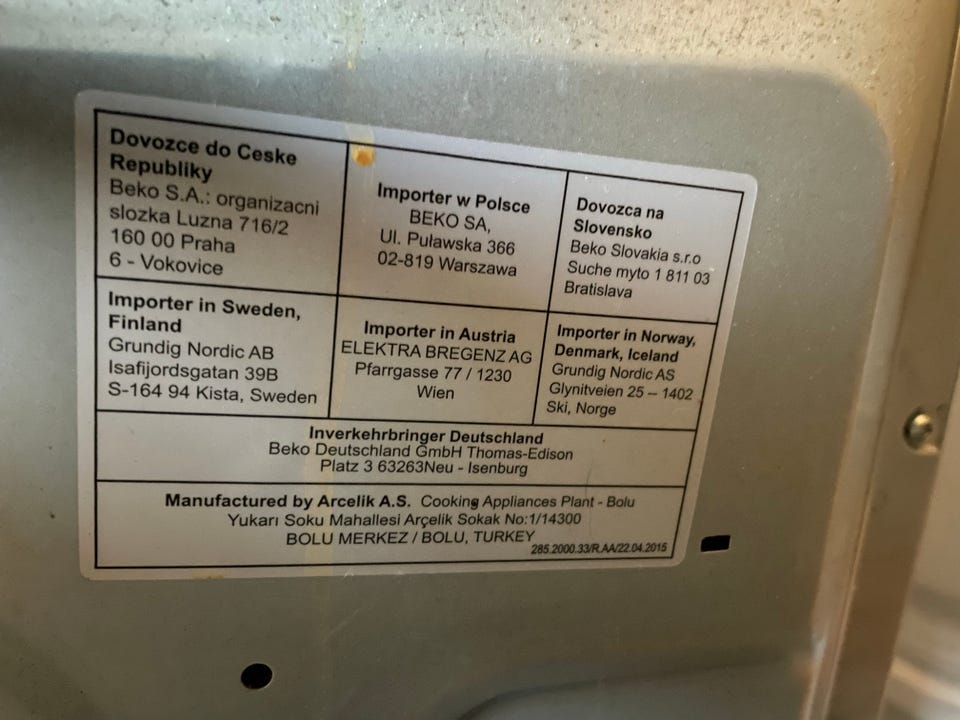 Dovozce do Ceske
Republiky
Beko S.A.: organizacni
slozka Luzna 716/2
160 00 Praha
6 - Vokovice
Importer w Polsce
BEKO SA,
Ul. Puławska 366
02-819 Warszawa
Dovozca na
Slovensko
Beko Slovakia s.r.o
Suche myto 1 811 03
Bratislava
Importer in Sweden,
Finland
Grundig Nordic AB
Isafijordsgatan 39B
S-164 94 Kista, Sweden
Importer in Austria
ELEKTRA BREGENZ AG
Pfarrgasse 77 / 1230
Wien
Importer in Norway,
Denmark, Iceland
Grundig Nordic AS
Glynitveien 25 – 1402
Ski, Norge
Inverkehrbringer Deutschland
Beko Deutschland GmbH Thomas-Edison
Platz 3 63263Neu - Isenburg
Manufactured by Arcelik A.S. Cooking Appliances Plant - Bolu
Yukarı Soku Mahallesi Arçelik Sokak No:1/14300
BOLU MERKEZ / BOLU, TURKEY
285.2000.33/R.AA/22.04.2015